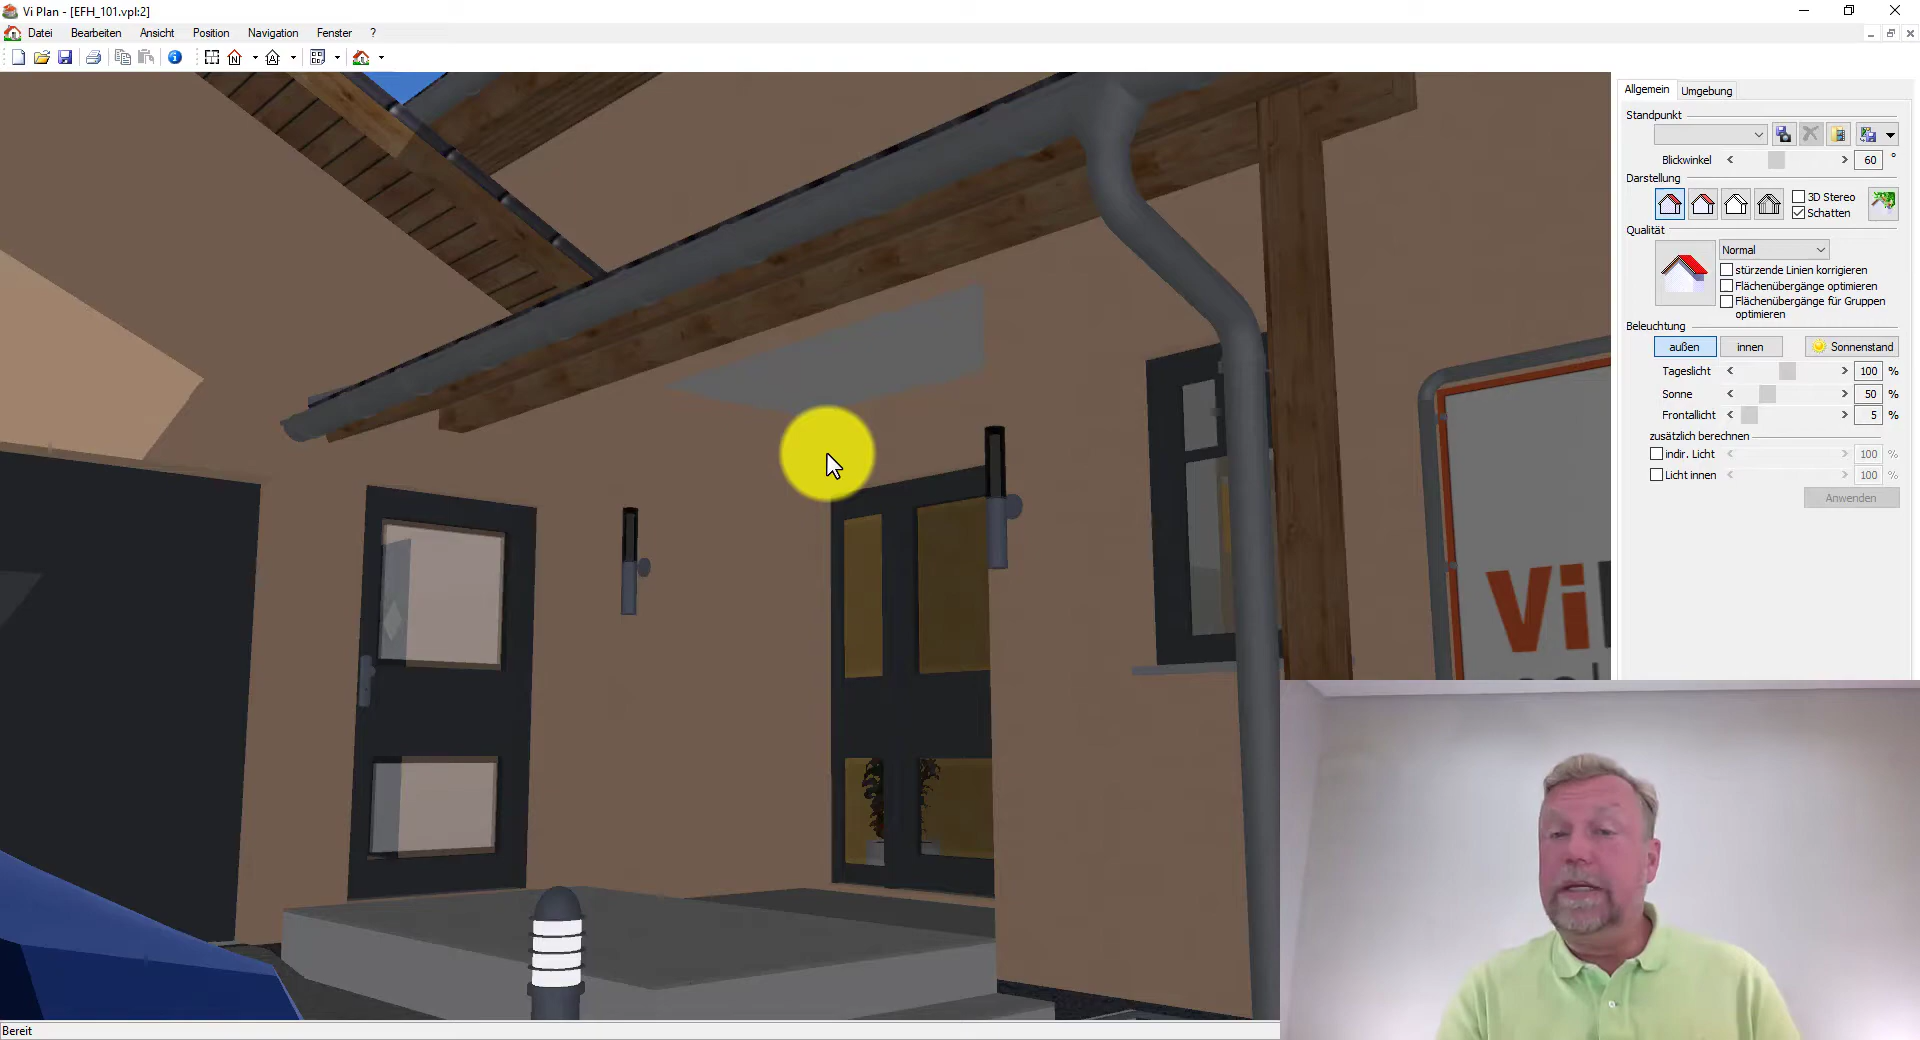 Vi Plan - [EFH_101.vpl:2]
Datei Bearbeiten Ansicht Position Navigation Fenster ?
N A
Allgemein Umgebung
Standpunkt
Blickwinkel < > 60 °
Darstellung
3D Stereo
Schatten
Qualität
Normal
stürzende Linien korrigieren
Flächenübergänge optimieren
Flächenübergänge für Gruppen
optimieren
Beleuchtung
außen innen Sonnenstand
Tageslicht < > 100 %
Sonne < > 50 %
Frontallicht < > 5 %
zusätzlich berechnen
indir. Licht < > 100 %
Licht innen < > 100 %
Anwenden
Vi
Bereit